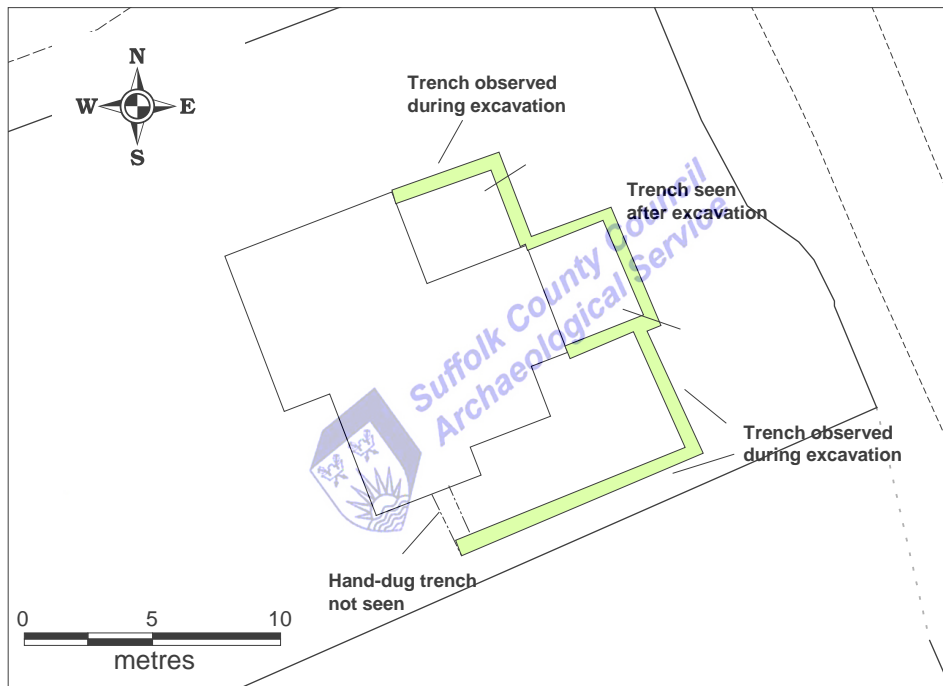 N
W E
S
Trench observed
during excavation
Trench seen
after excavation
Suffolk County Council
Archaeological Service
Trench observed
during excavation
Hand-dug trench
not seen
0 5 10
metres